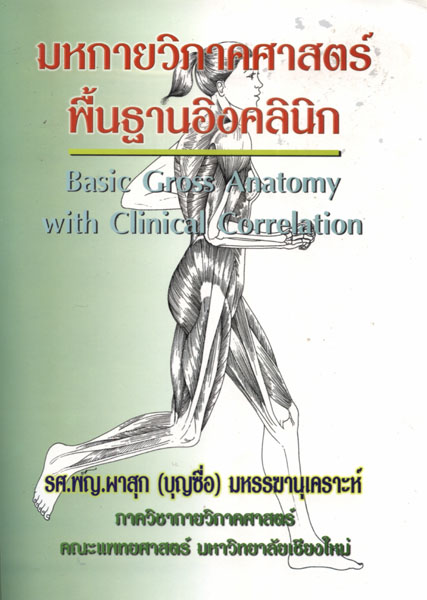 มหกายวิภาคศาสตร์
พื้นฐานอิงคลินิก
Basic Gross Anatomy
with Clinical Correlation
รศ.พญ.ผาสุก (บุญซื่อ) มหรรฆานุเคราะห์
ภาควิชากายวิภาคศาสตร์
คณะแพทยศาสตร์ มหาวิทยาลัยเชียงใหม่